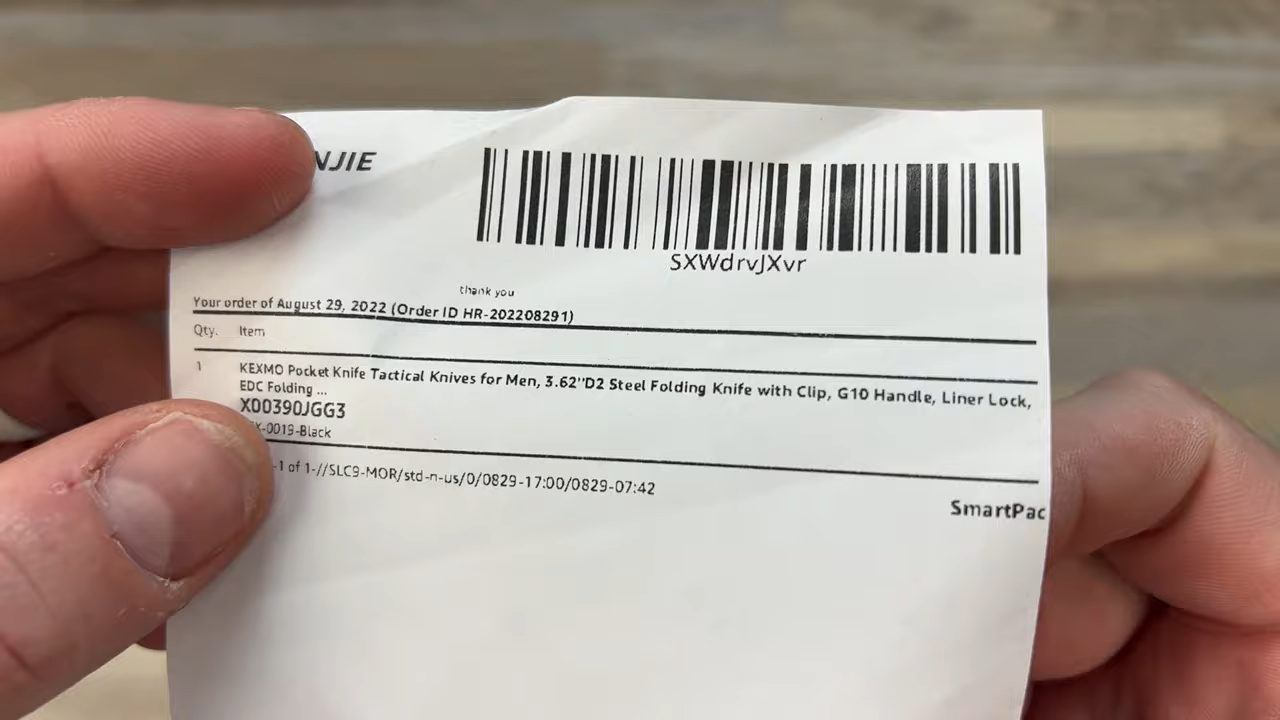 NJIE
SXWdrvJXvr
thank you
Your order of August 29, 2022 (Order ID HR-202208291)
Qty. Item
1 KEXMO Pocket Knife Tactical Knives for Men, 3.62''D2 Steel Folding Knife with Clip, G10 Handle, Liner Lock,
EDC Folding ...
X00390JGG3
-0019-Black
-1 of 1-//SLC9-MOR/std-n-us/0/0829-17:00/0829-07:42
SmartPac